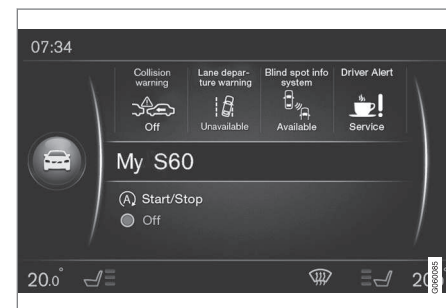 07:34
Collision warning
Off
Lane depar-
ture warning
Unavailable
Blind spot info
system
Available
Driver Alert
Service
My S60
Start/Stop
Off
20.0°
20
G060085